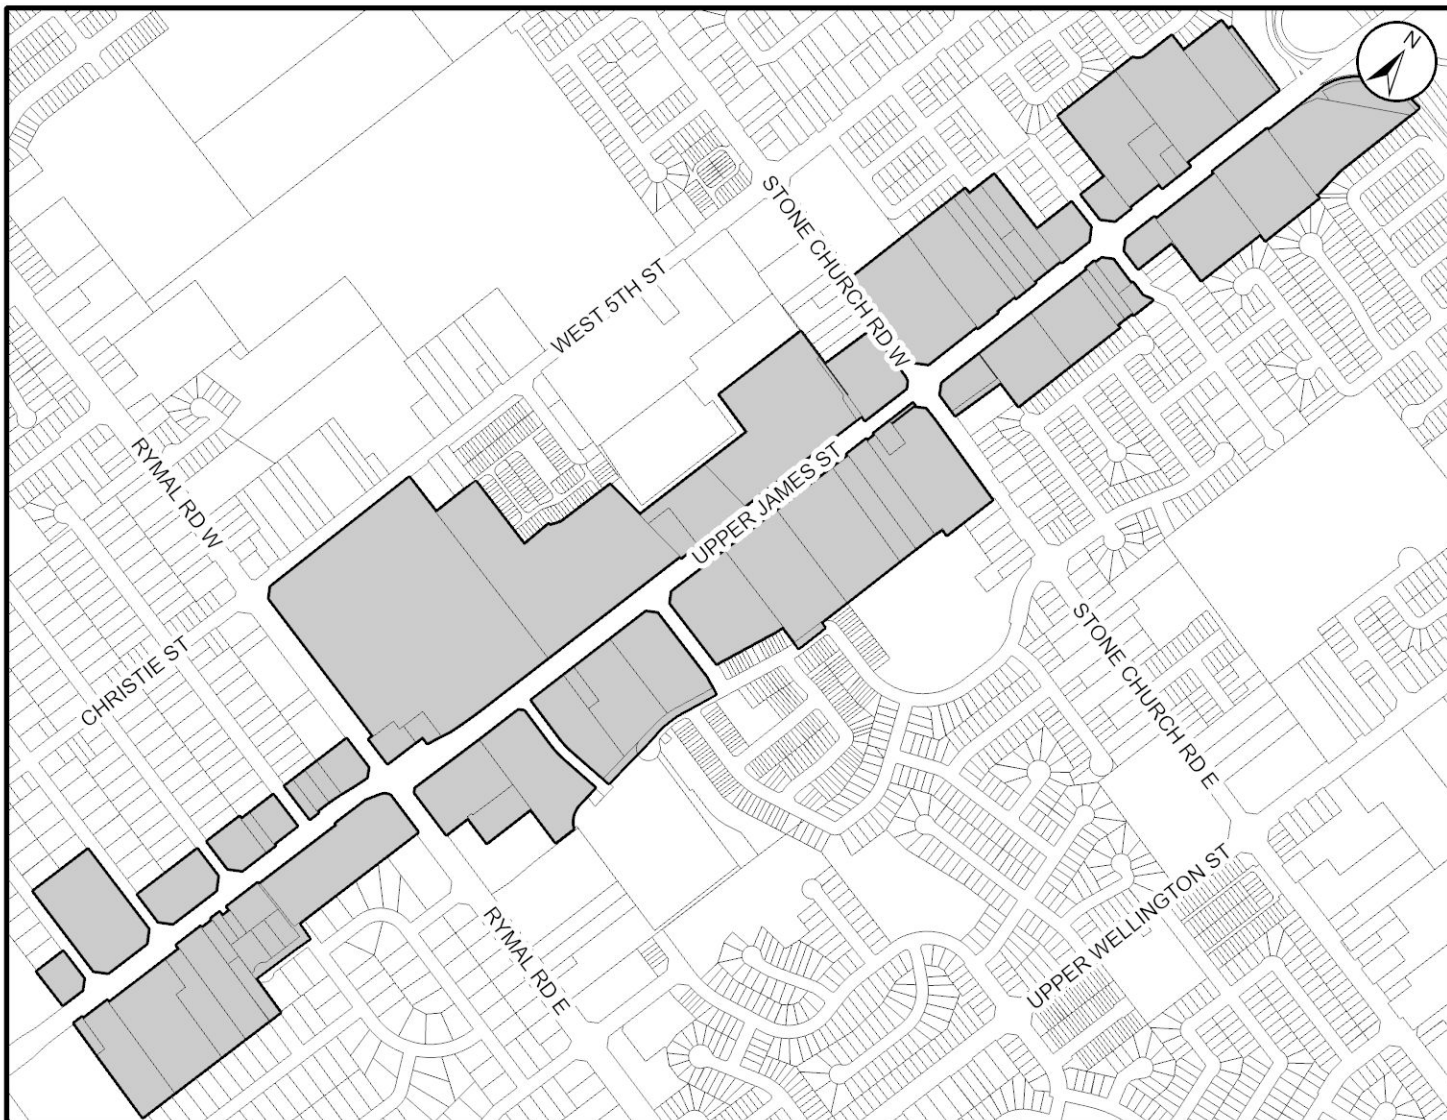 N
STONE CHURCH RD W
WEST 5TH ST
RYMAL RD W
UPPER JAMES ST
CHRISTIE ST
STONE CHURCH RD E
RYMAL RD E
UPPER WELLINGTON ST